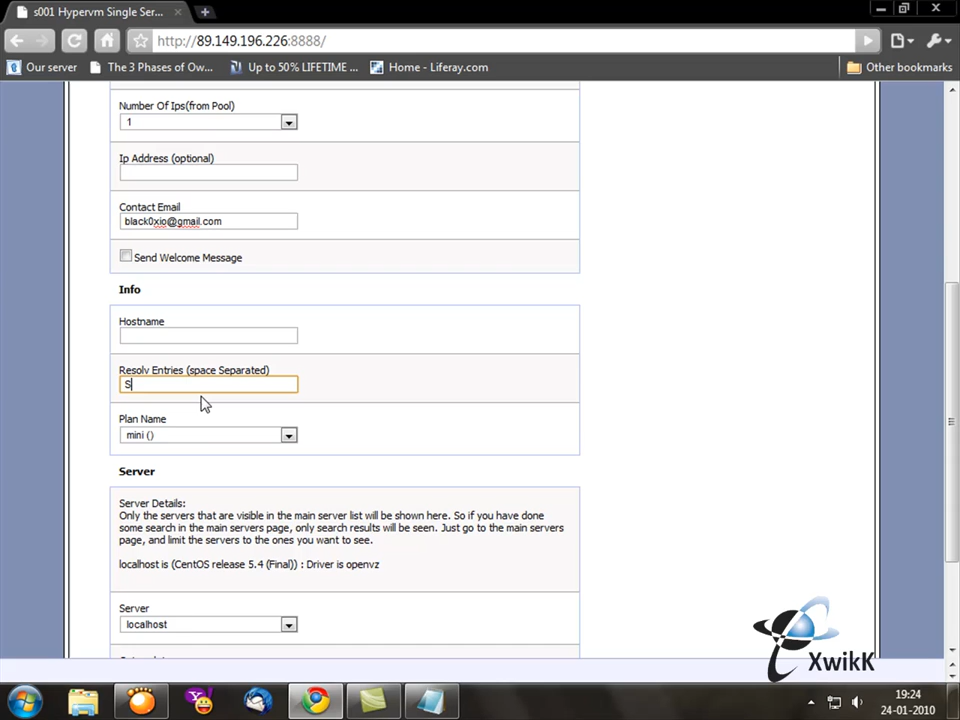 s001 Hypervm Single Ser...
http://89.149.196.226:8888/
Our server
The 3 Phases of Ow...
Up to 50% LIFETIME ...
Home - Liferay.com
Other bookmarks
Number Of Ips(from Pool)
1
Ip Address (optional)
Contact Email
black0xio@gmail.com
Send Welcome Message
Info
Hostname
Resolv Entries (space Separated)
S
Plan Name
mini ()
Server
Server Details:
Only the servers that are visible in the main server list will be shown here. So if you have done
some search in the main servers page, only search results will be seen. Just go to the main servers
page, and limit the servers to the ones you want to see.
localhost is (CentOS release 5.4 (Final)) : Driver is openvz
Server
localhost
XwikK
19:24
24-01-2010